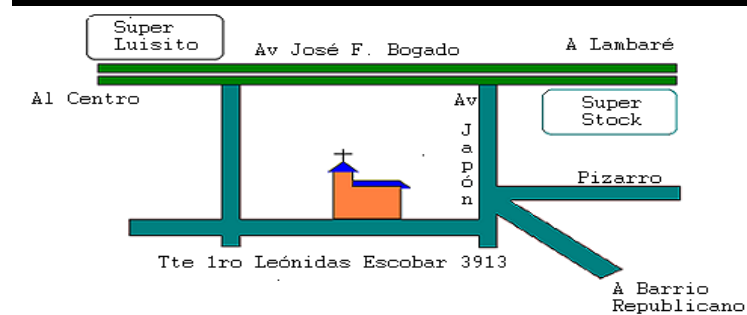 Super
Luisito
Av José F. Bogado
A Lambaré
Al Centro
Av
Japón
Super
Stock
Pizarro
Tte 1ro Leónidas Escobar 3913
A Barrio
Republicano